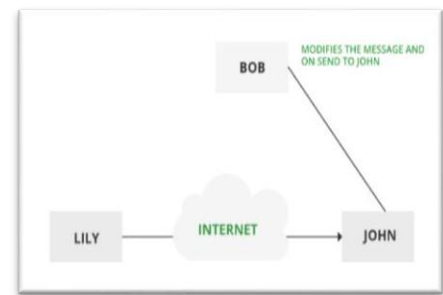 BOB
MODIFIES THE MESSAGE AND
ON SEND TO JOHN
LILY
INTERNET
JOHN